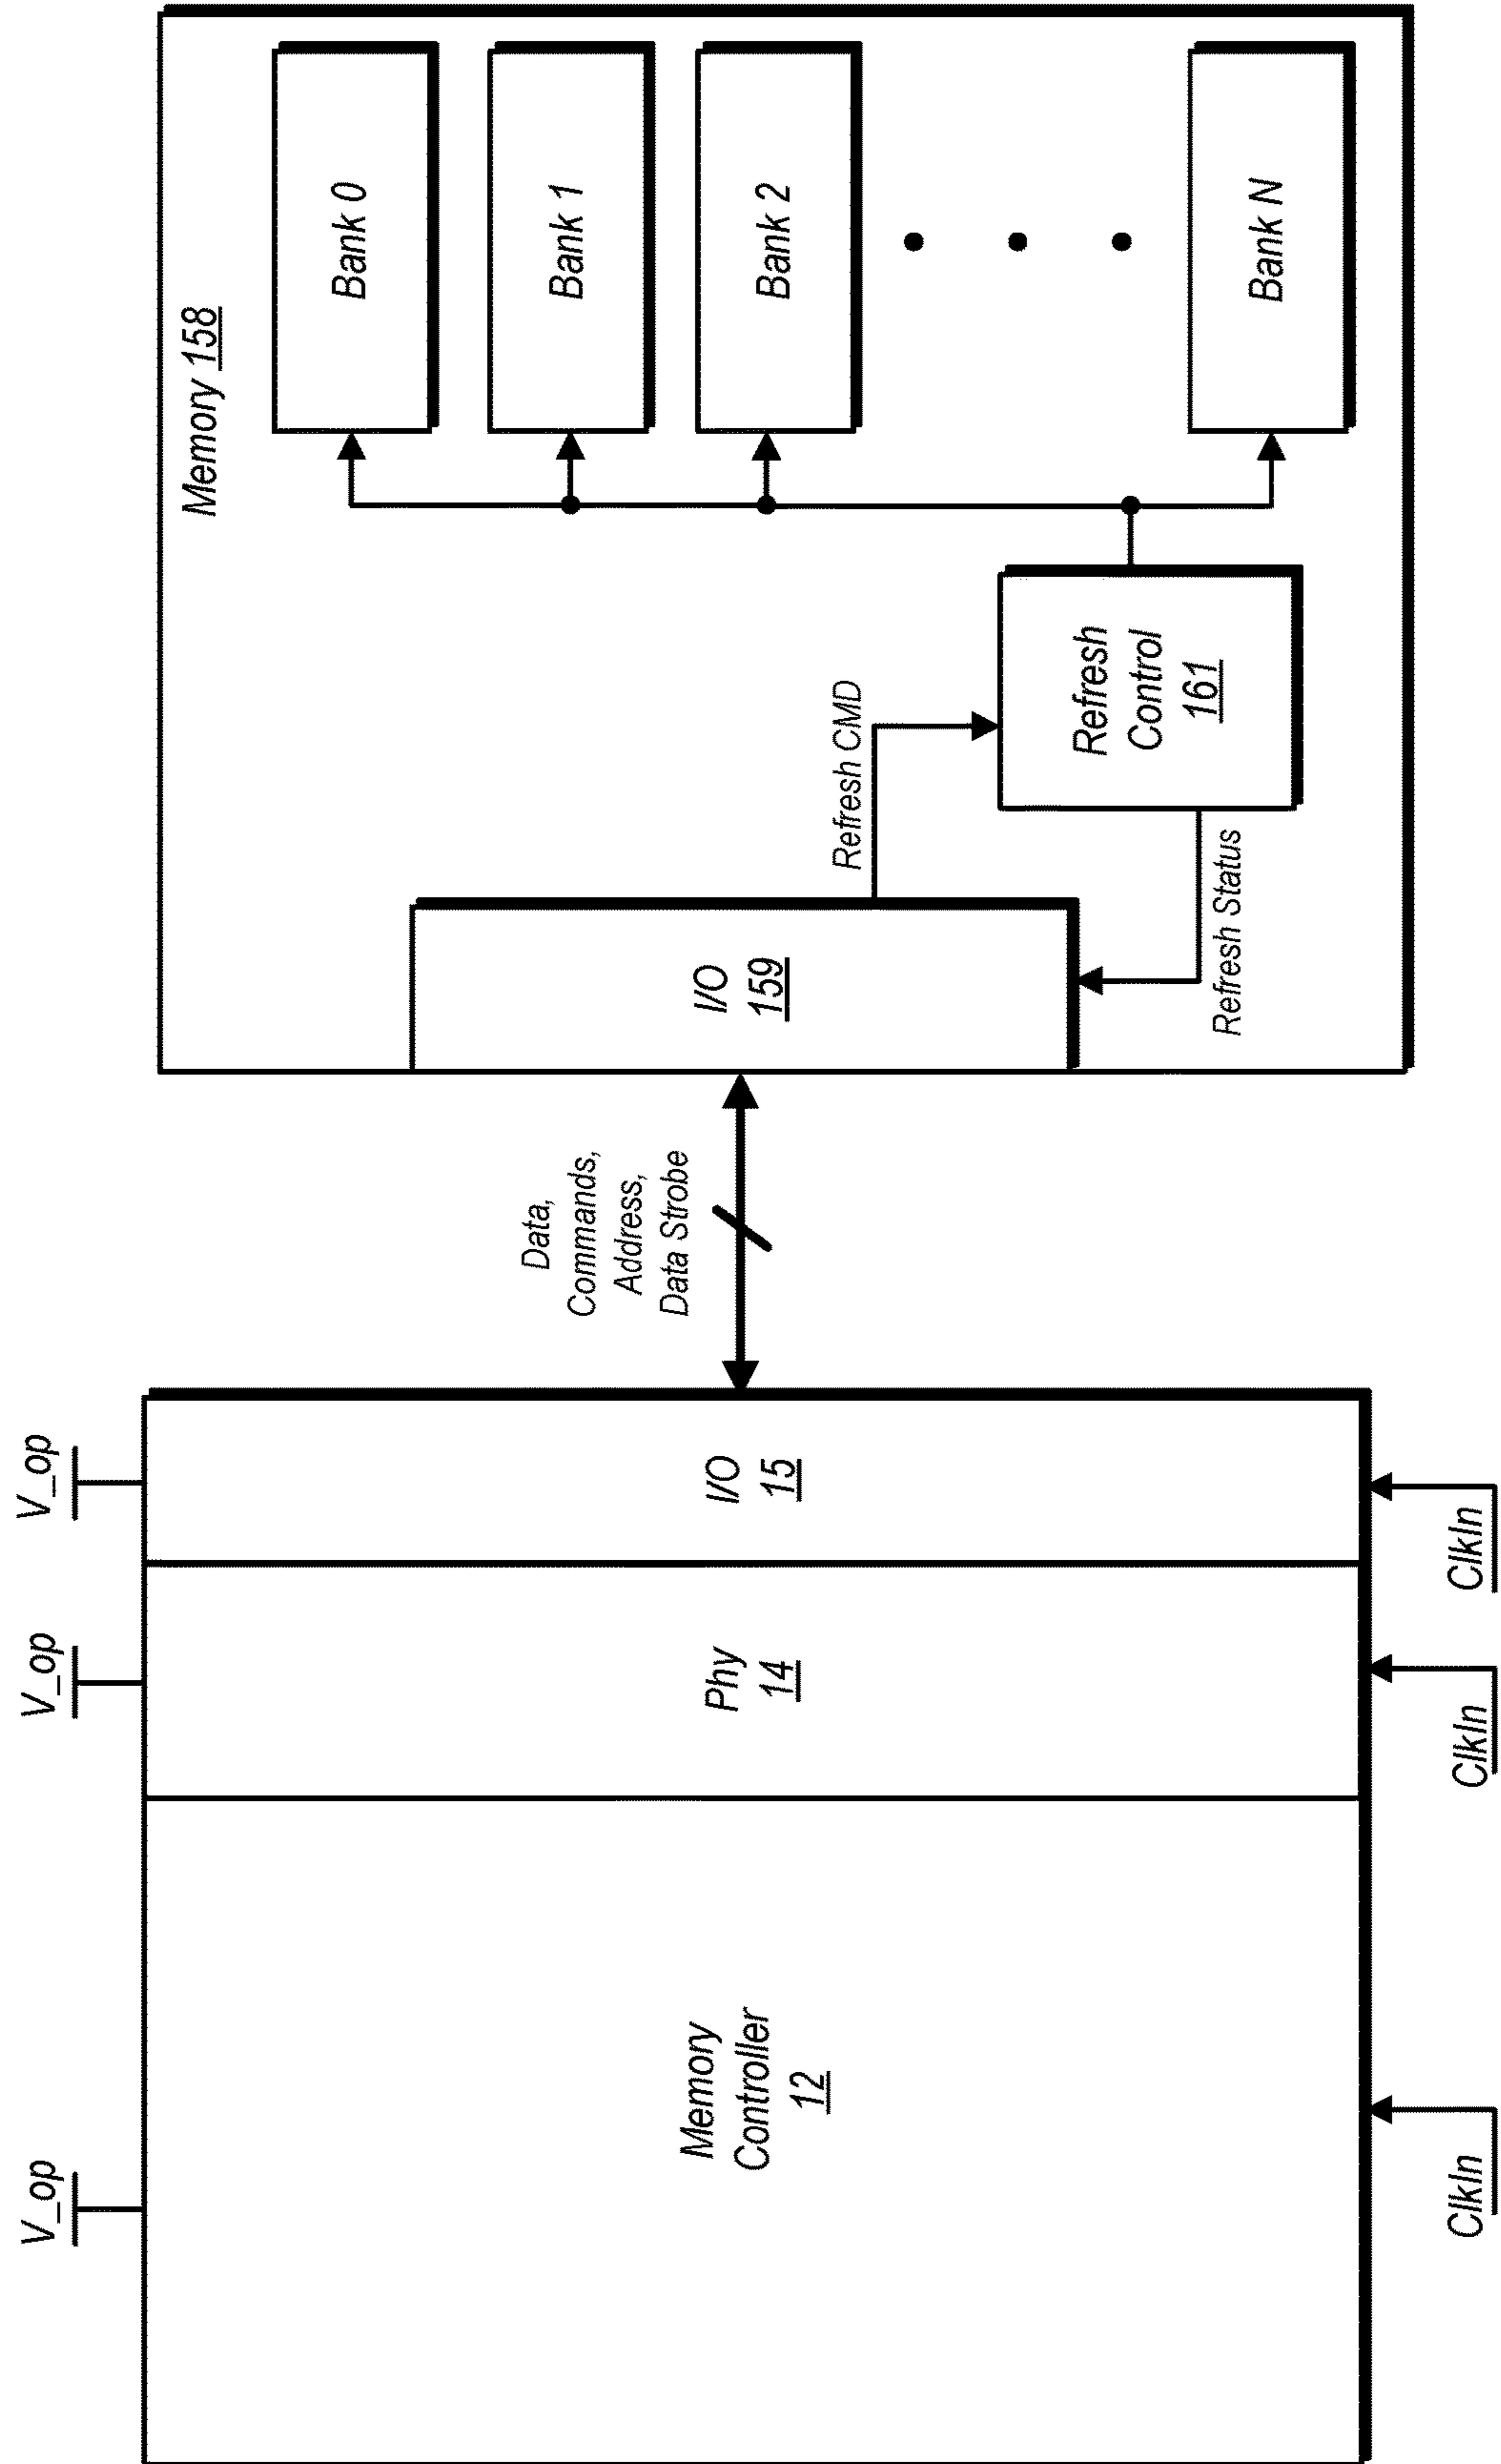 V_op
V_op
V_op
Memory
Controller
12
Phy
14
I/O
15
ClkIn
ClkIn
ClkIn
Data,
Commands,
Address,
Data Strobe
Memory 158
I/O
159
Refresh CMD
Refresh Status
Refresh
Control
161
Bank 0
Bank 1
Bank 2
Bank N